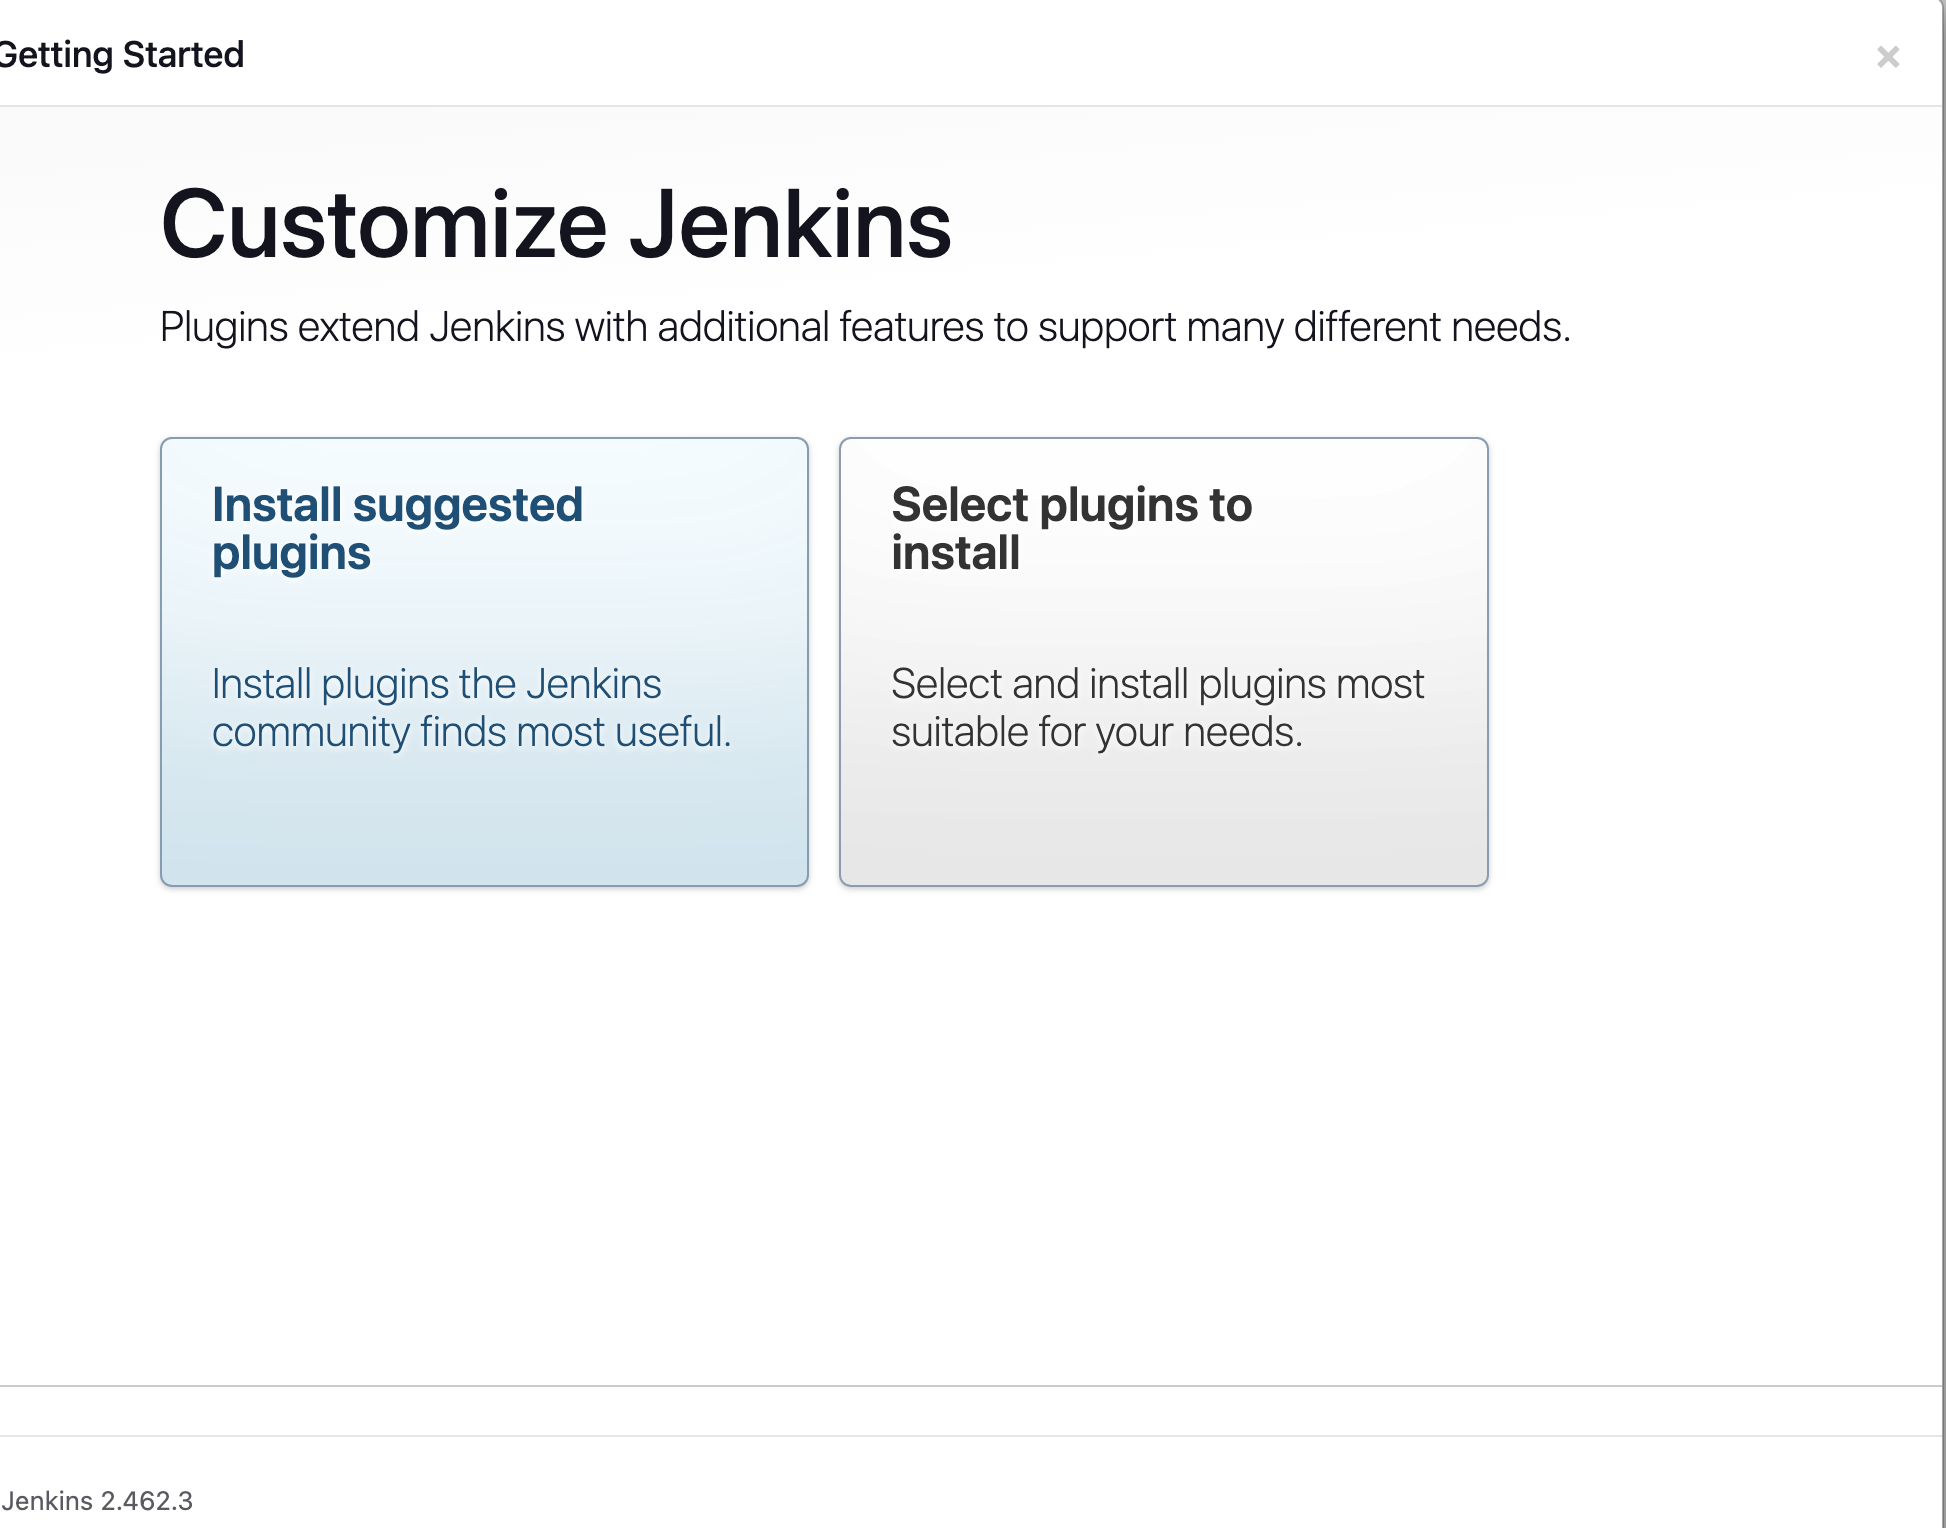 Getting Started
×
Customize Jenkins
Plugins extend Jenkins with additional features to support many different needs.
Install suggested
plugins
Install plugins the Jenkins
community finds most useful.
Select plugins to
install
Select and install plugins most
suitable for your needs.
Jenkins 2.462.3